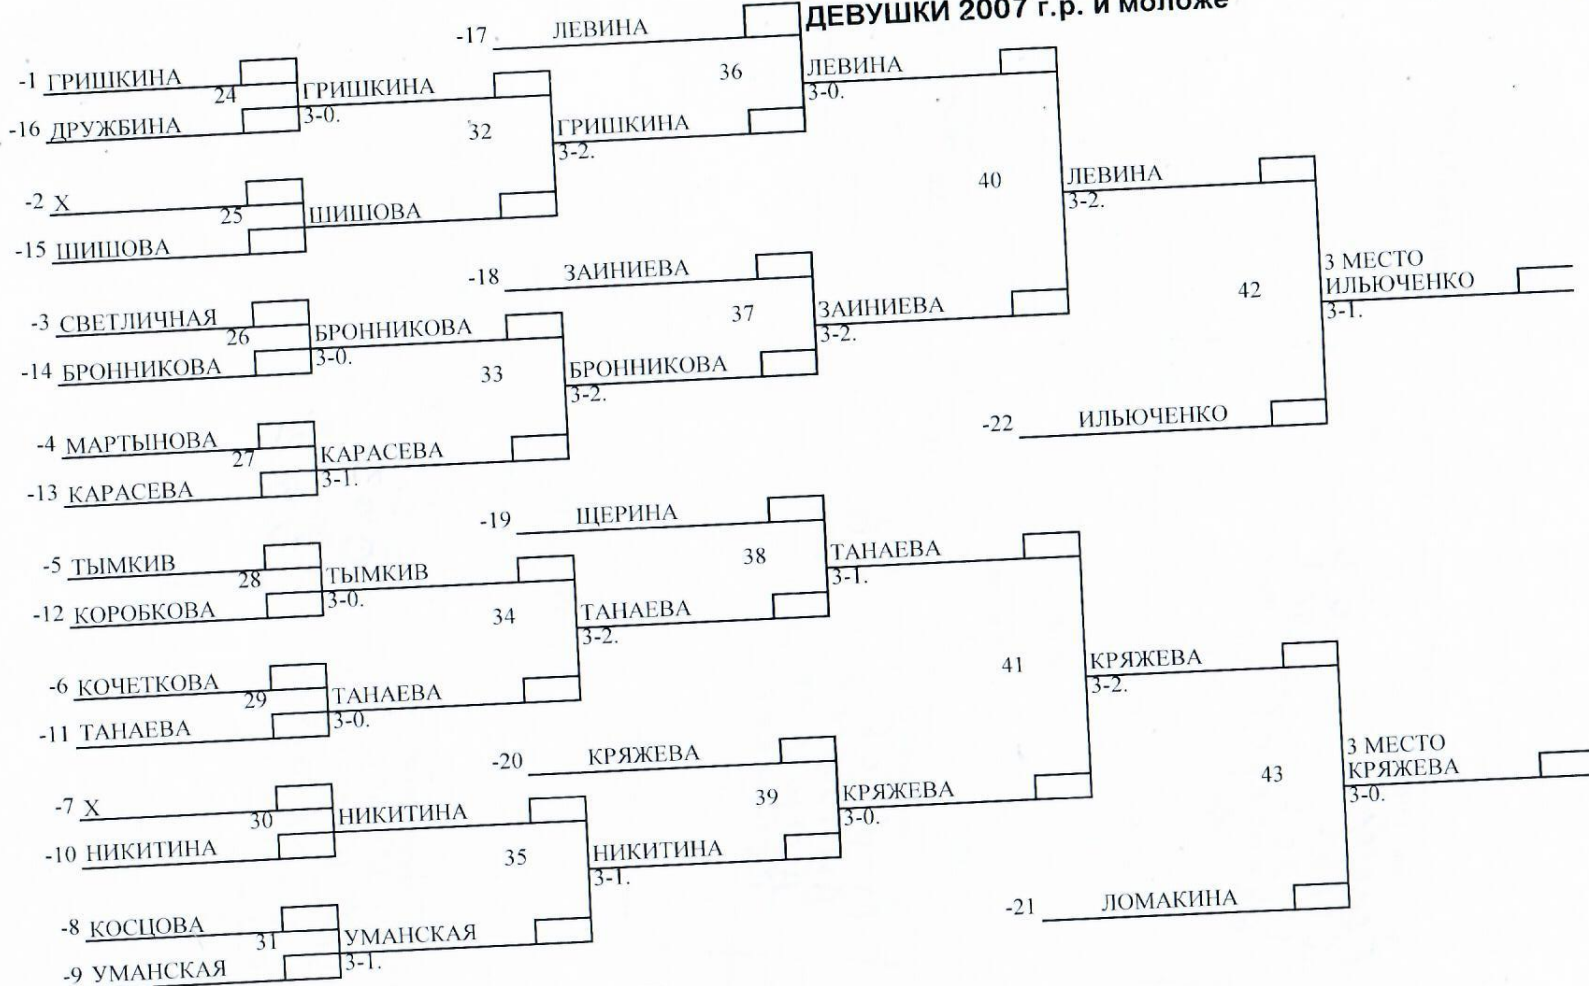 ДЕВУШКИ 2007 г.р. и моложе
-17 ЛЕВИНА
-1 ГРИШКИНА
24
-16 ДРУЖБИНА
ГРИШКИНА
3-0.
-2 Х
25
-15 ШИШОВА
ШИШОВА
32
ГРИШКИНА
3-2.
36
ЛЕВИНА
3-0.
-18 ЗАИНИЕВА
-3 СВЕТЛИЧНАЯ
26
-14 БРОННИКОВА
БРОННИКОВА
3-0.
-4 МАРТЫНОВА
27
-13 КАРАСЕВА
КАРАСЕВА
3-1.
33
БРОННИКОВА
3-2.
37
ЗАИНИЕВА
3-2.
40
ЛЕВИНА
3-2.
-22 ИЛЬЮЧЕНКО
42
3 МЕСТО
ИЛЬЮЧЕНКО
3-1.
-19 ЩЕРИНА
-5 ТЫМКИВ
28
-12 КОРОБКОВА
ТЫМКИВ
3-0.
-6 КОЧЕТКОВА
29
-11 ТАНАЕВА
ТАНАЕВА
3-0.
34
ТАНАЕВА
3-2.
38
ТАНАЕВА
3-1.
-20 КРЯЖЕВА
-7 Х
30
-10 НИКИТИНА
НИКИТИНА
-8 КОСЦОВА
31
-9 УМАНСКАЯ
УМАНСКАЯ
3-1.
35
НИКИТИНА
3-1.
39
КРЯЖЕВА
3-0.
41
КРЯЖЕВА
3-2.
-21 ЛОМАКИНА
43
3 МЕСТО
КРЯЖЕВА
3-0.